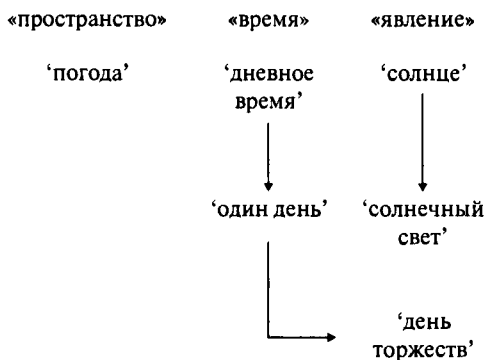 «пространство» «время» «явление»
‘погода’ ‘дневное ‘солнце’
время’
‘один день’ ‘солнечный
свет’
‘день
торжеств’